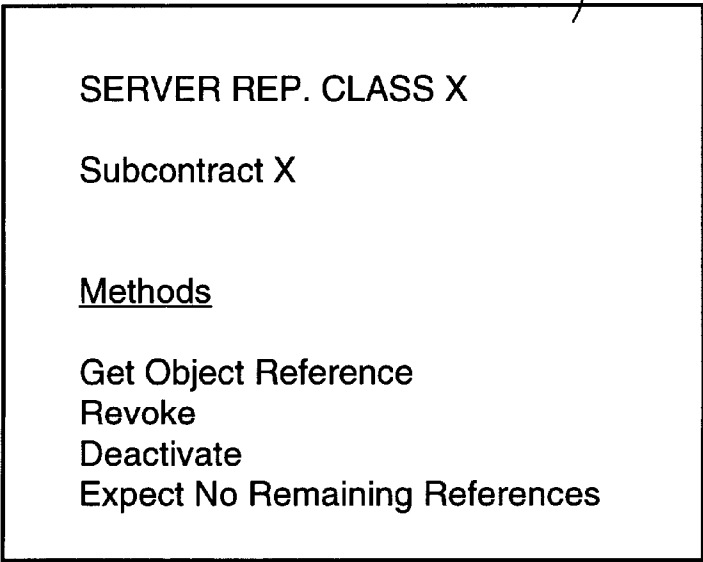 SERVER REP. CLASS X
Subcontract X
Methods
Get Object Reference
Revoke
Deactivate
Expect No Remaining References